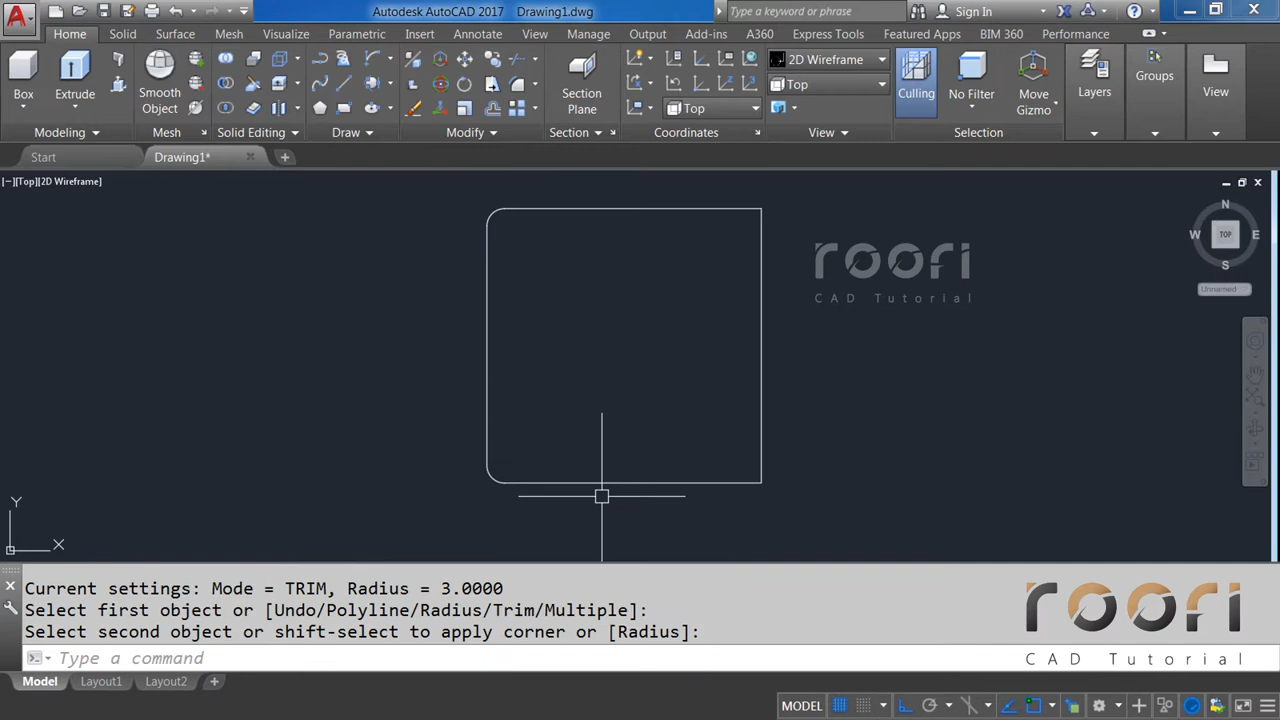 Autodesk AutoCAD 2017 Drawing1.dwg
Type a keyword or phrase
Sign In
Home Solid Surface Mesh Visualize Parametric Insert Annotate View Manage Output Add-ins A360 Express Tools Featured Apps BIM 360 Performance
Box
Extrude
Smooth
Object
Section
Plane
2D Wireframe
Top
Top
Culling
No Filter
Move
Gizmo
Layers
Groups
View
Modeling
Mesh
Solid Editing
Draw
Modify
Section
Coordinates
View
Selection
Start
Drawing1*
[−][Top][2D Wireframe]
N
W
TOP
E
S
Unnamed
roori
CAD Tutorial
Y
X
Current settings: Mode = TRIM, Radius = 3.0000
Select first object or [Undo/Polyline/Radius/Trim/Multiple]:
Select second object or shift-select to apply corner or [Radius]:
Type a command
roori
CAD Tutorial
Model Layout1 Layout2
MODEL